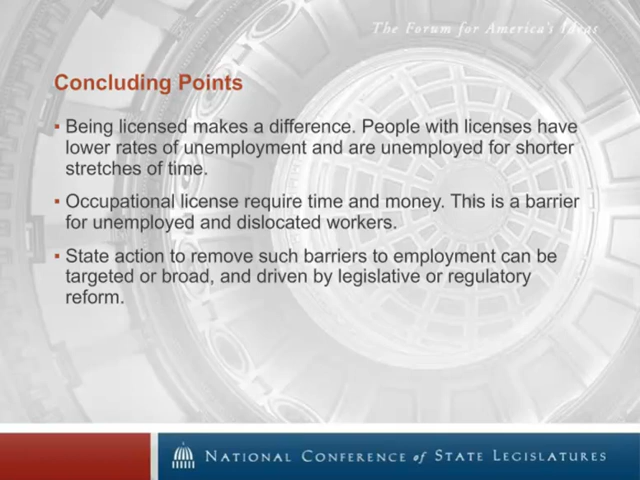 The Forum for America's Ideas
Concluding Points
▪ Being licensed makes a difference. People with licenses have
lower rates of unemployment and are unemployed for shorter
stretches of time.
▪ Occupational license require time and money. This is a barrier
for unemployed and dislocated workers.
▪ State action to remove such barriers to employment can be
targeted or broad, and driven by legislative or regulatory
reform.
NATIONAL CONFERENCE of STATE LEGISLATURES